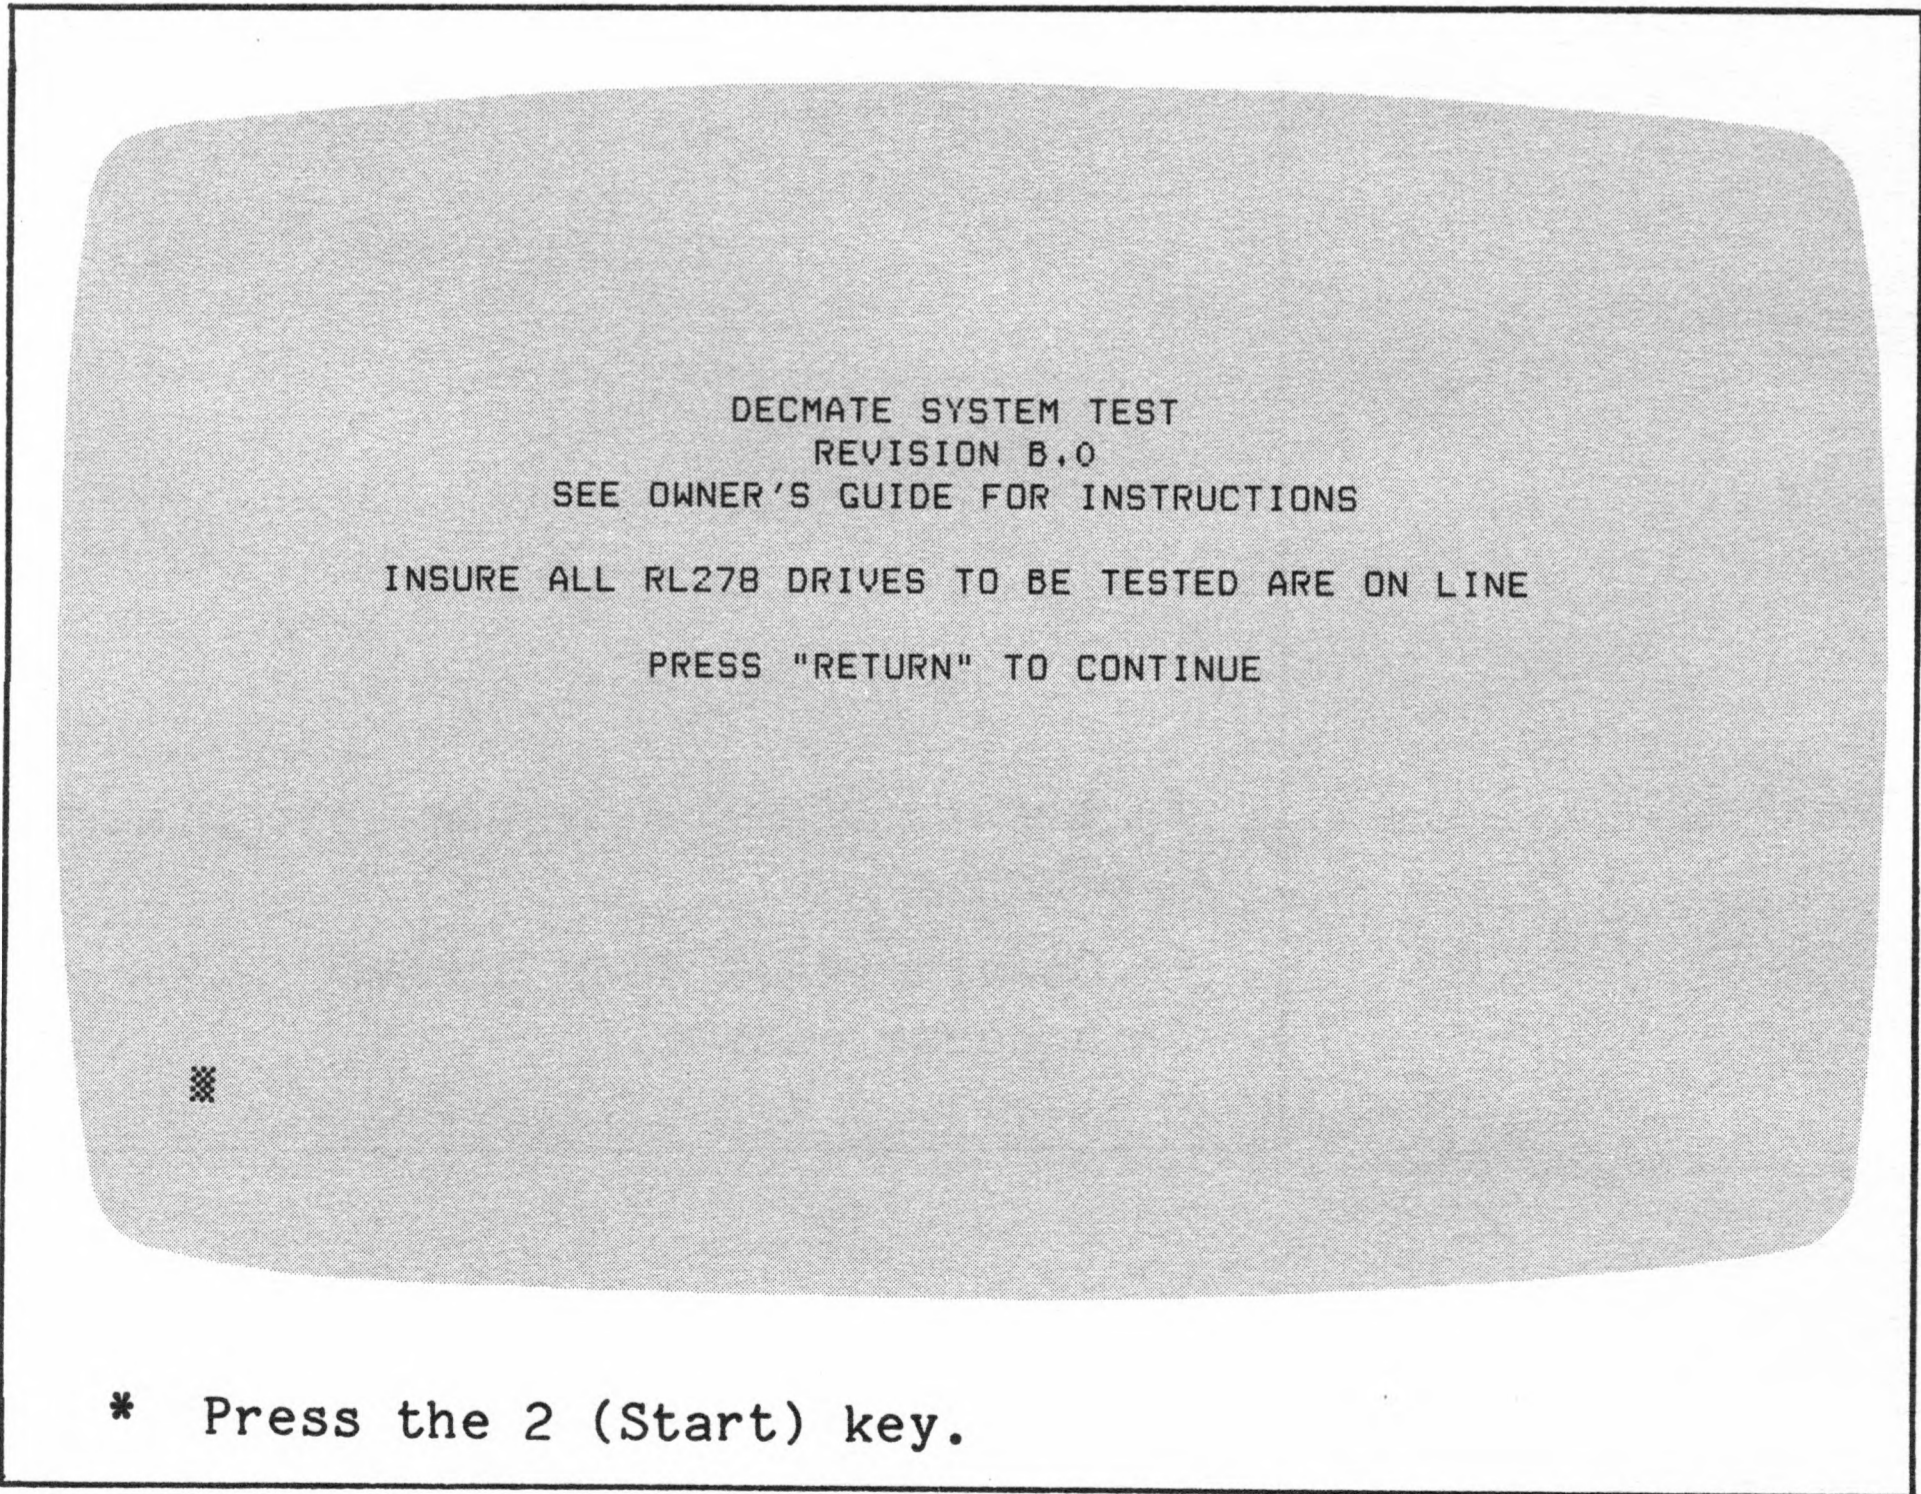 DECMATE SYSTEM TEST
REVISION B.0
SEE OWNER'S GUIDE FOR INSTRUCTIONS
INSURE ALL RL278 DRIVES TO BE TESTED ARE ON LINE
PRESS "RETURN" TO CONTINUE
* Press the 2 (Start) key.